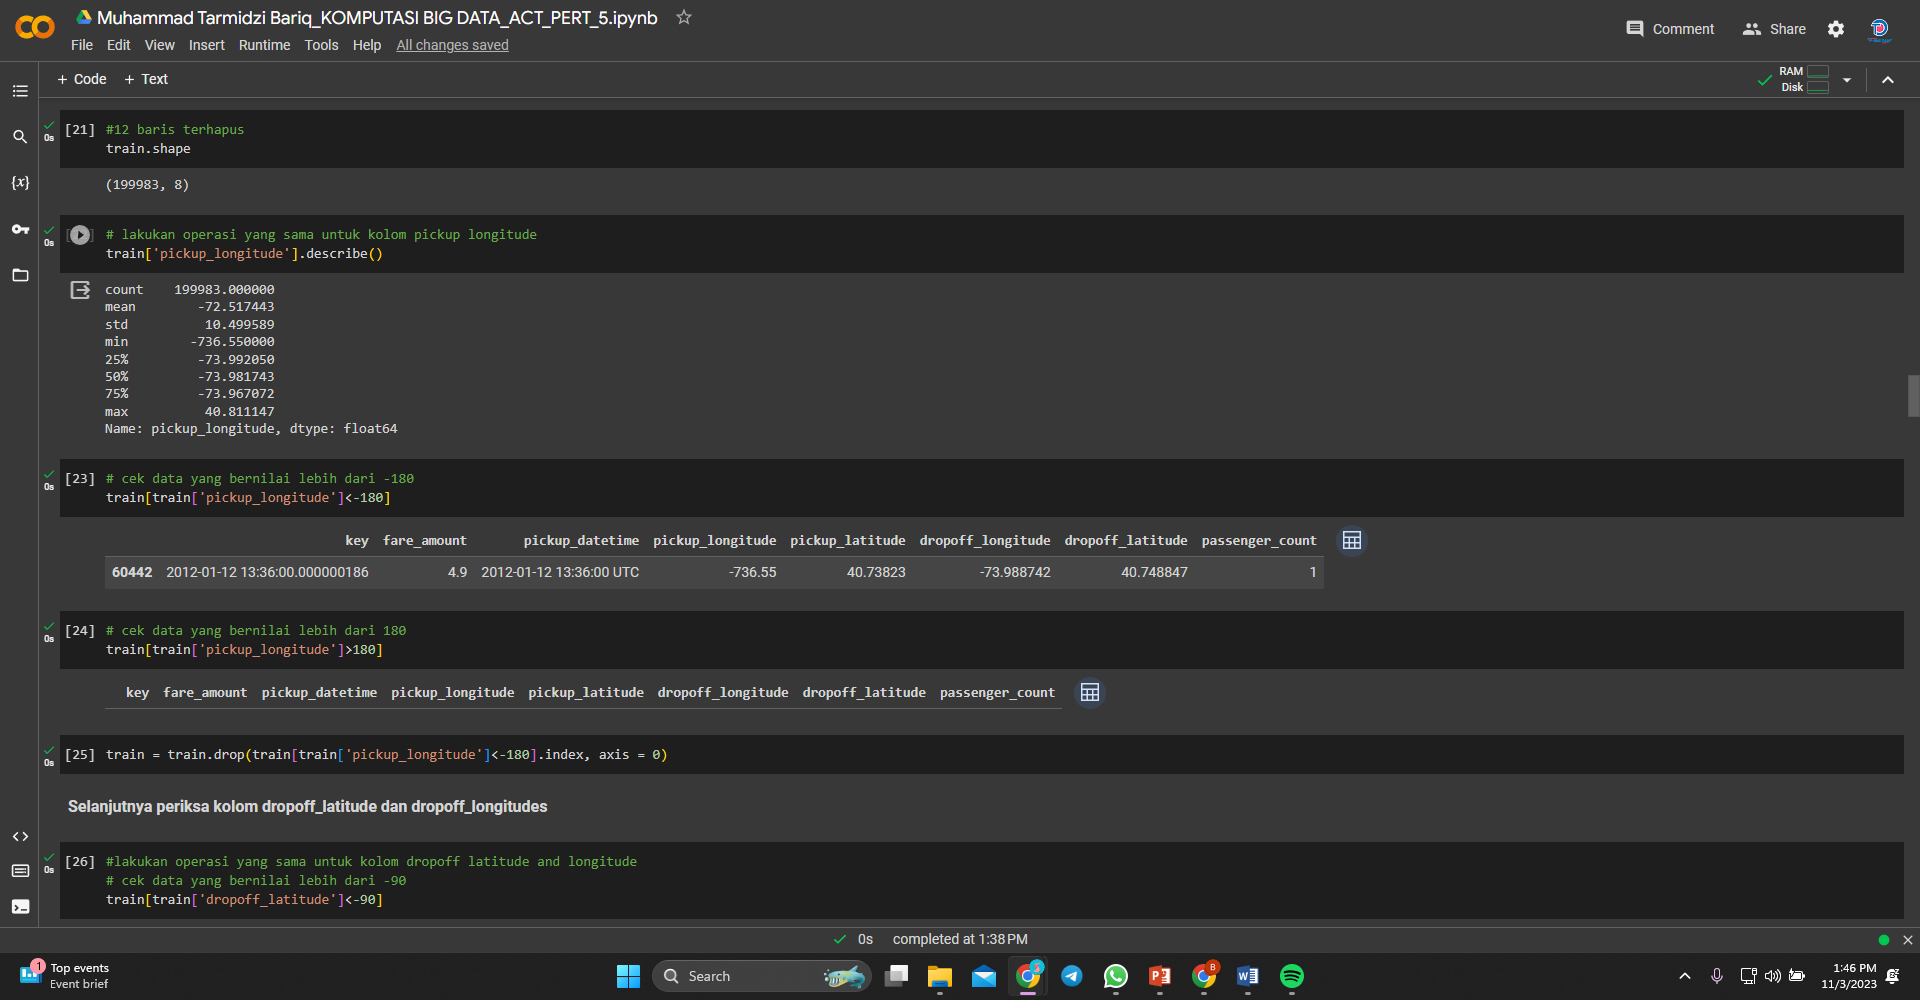 Muhammad Tarmidzi Bariq_KOMPUTASI BIG DATA_ACT_PERT_5.ipynb
File Edit View Insert Runtime Tools Help All changes saved
Comment Share
+ Code + Text
RAM
Disk
0s
[21] #12 baris terhapus
train.shape
(199983, 8)
0s
[ ] # lakukan operasi yang sama untuk kolom pickup longitude
train['pickup_longitude'].describe()
count 199983.000000
mean -72.517443
std 10.499589
min -736.550000
25% -73.992050
50% -73.981743
75% -73.967072
max 40.811147
Name: pickup_longitude, dtype: float64
0s
[23] # cek data yang bernilai lebih dari -180
train[train['pickup_longitude']<-180]
key fare_amount pickup_datetime pickup_longitude pickup_latitude dropoff_longitude dropoff_latitude passenger_count
60442 2012-01-12 13:36:00.000000186 4.9 2012-01-12 13:36:00 UTC -736.55 40.73823 -73.988742 40.748847 1
0s
[24] # cek data yang bernilai lebih dari 180
train[train['pickup_longitude']>180]
key fare_amount pickup_datetime pickup_longitude pickup_latitude dropoff_longitude dropoff_latitude passenger_count
0s
[25] train = train.drop(train[train['pickup_longitude']<-180].index, axis = 0)
Selanjutnya periksa kolom dropoff_latitude dan dropoff_longitudes
0s
[26] #lakukan operasi yang sama untuk kolom dropoff latitude and longitude
# cek data yang bernilai lebih dari -90
train[train['dropoff_latitude']<-90]
0s completed at 1:38 PM
1
Top events
Event brief
Search
8
1:46 PM
11/3/2023